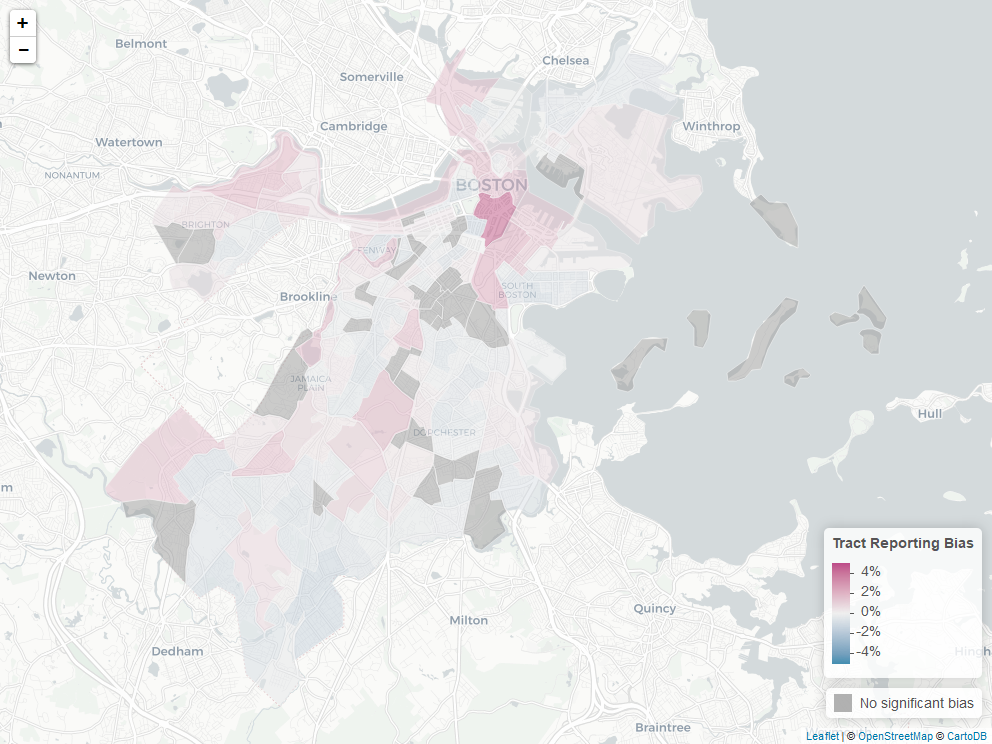 +
−
Belmont
Chelsea
Somerville
Cambridge
Winthrop
Watertown
NONANTUM
BOSTON
BRIGHTON
FENWAY
Newton
Brookline
SOUTH
BOSTON
JAMAICA
PLAIN
DORCHESTER
Hull
Quincy
Milton
Dedham
Braintree
Tract Reporting Bias
4%
2%
0%
-2%
-4%
No significant bias
Leaflet | © OpenStreetMap © CartoDB